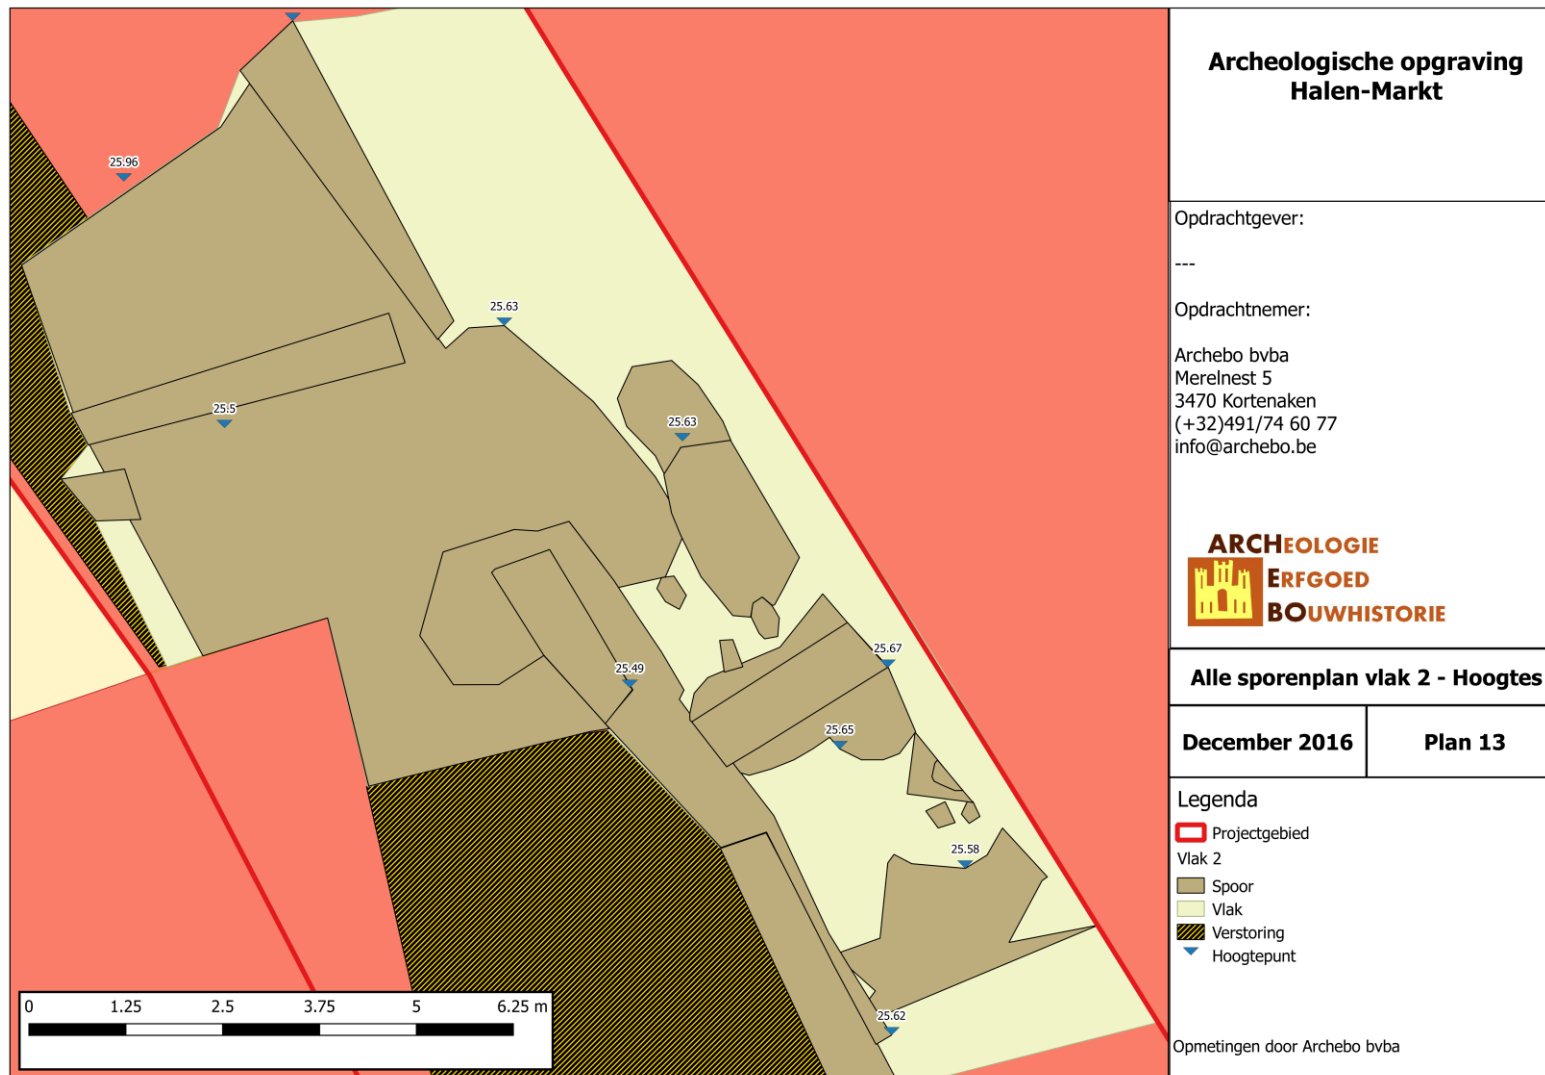 Archeologische opgraving
Halen-Markt
Opdrachtgever:
---
Opdrachtnemer:
Archebo bvba
Merelnest 5
3470 Kortenaken
(+32)491/74 60 77
info@archebo.be
ARCHEOLOGIE
ERFGOED
BOUWHISTORIE
Alle sporenplan vlak 2 - Hoogtes
December 2016
Plan 13
Legenda
Projectgebied
Vlak 2
Spoor
Vlak
Verstoring
Hoogtepunt
Opmetingen door Archebo bvba
25.96
25.63
25.5
25.63
25.49
25.67
25.65
25.58
25.62
0 1.25 2.5 3.75 5 6.25 m